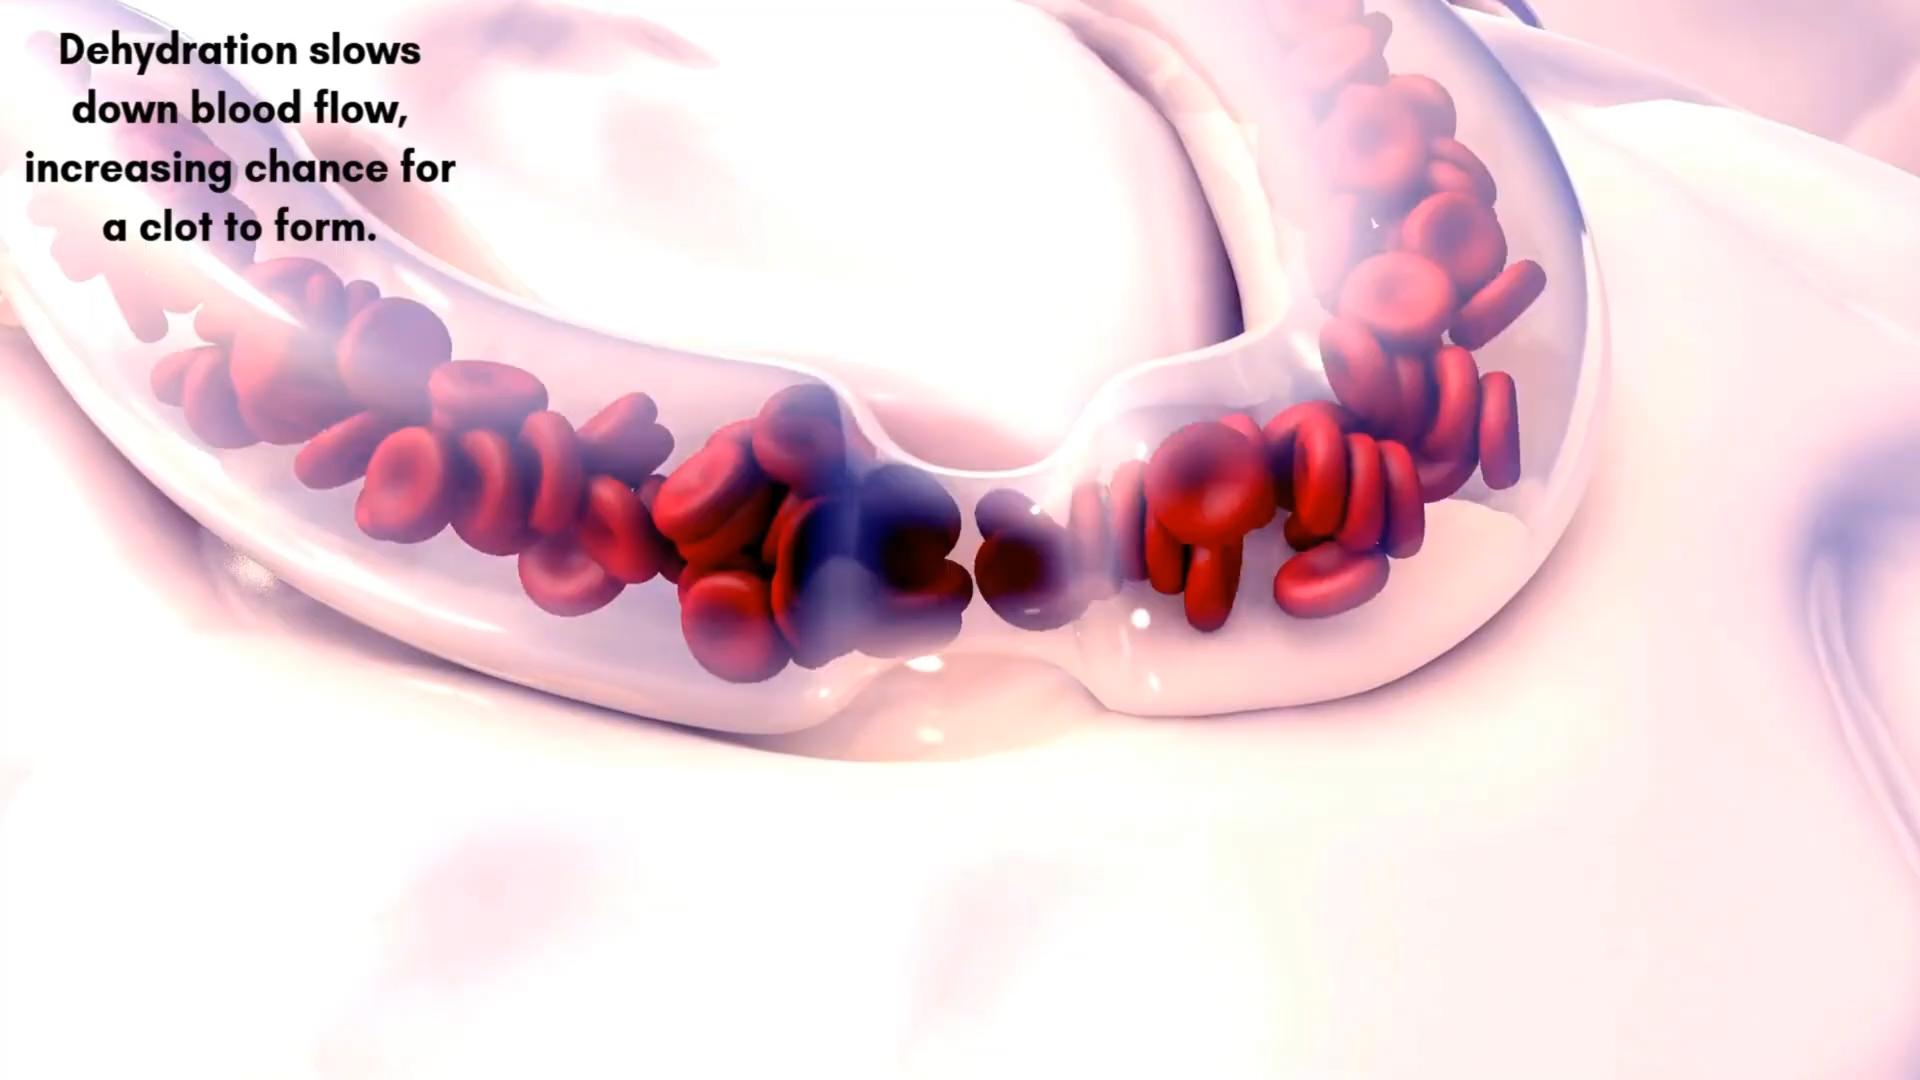 Dehydration slows
down blood flow,
increasing chance for
a clot to form.